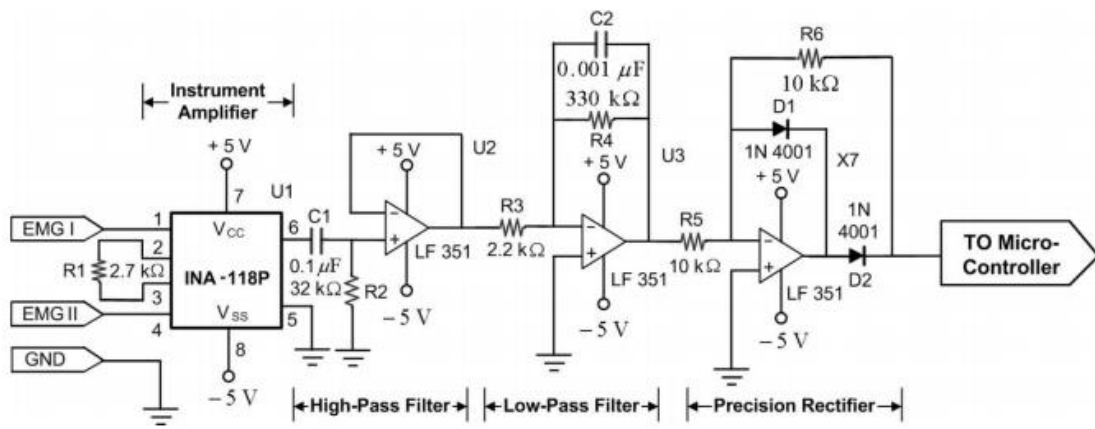 Instrument
Amplifier
+ 5 V
7
U1
EMG I
1
2
R1
2.7 kΩ
3
EMG II
4
GND
V_CC
INA -118P
V_SS
6
5
8
− 5 V
C1
0.1 μF
32 kΩ
R2
+ 5 V
U2
−
+
LF 351
− 5 V
R3
2.2 kΩ
C2
0.001 μF
330 kΩ
R4
+ 5 V
U3
−
+
LF 351
− 5 V
R5
10 kΩ
R6
10 kΩ
D1
1N 4001
X7
+ 5 V
−
+
1N
4001
D2
LF 351
− 5 V
TO Micro-
Controller
High-Pass Filter
Low-Pass Filter
Precision Rectifier